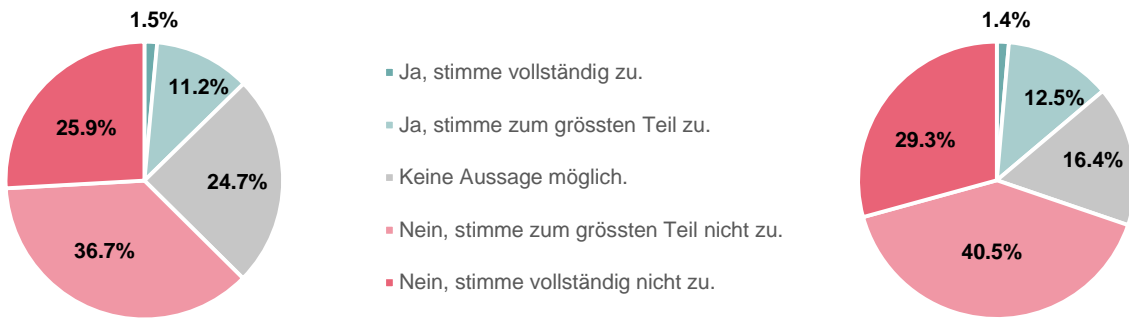 1.5%
11.2%
24.7%
36.7%
25.9%
Ja, stimme vollständig zu.
Ja, stimme zum grössten Teil zu.
Keine Aussage möglich.
Nein, stimme zum grössten Teil nicht zu.
Nein, stimme vollständig nicht zu.
1.4%
12.5%
16.4%
40.5%
29.3%